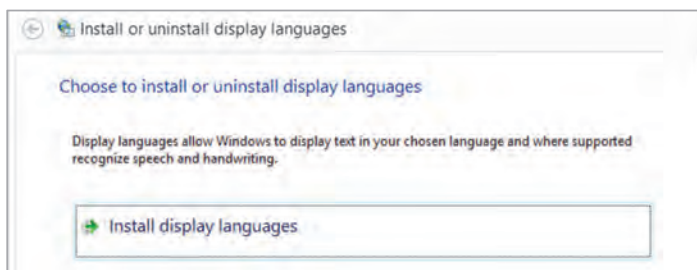 Install or uninstall display languages
Choose to install or uninstall display languages
Display languages allow Windows to display text in your chosen language and where supported
recognize speech and handwriting.
Install display languages